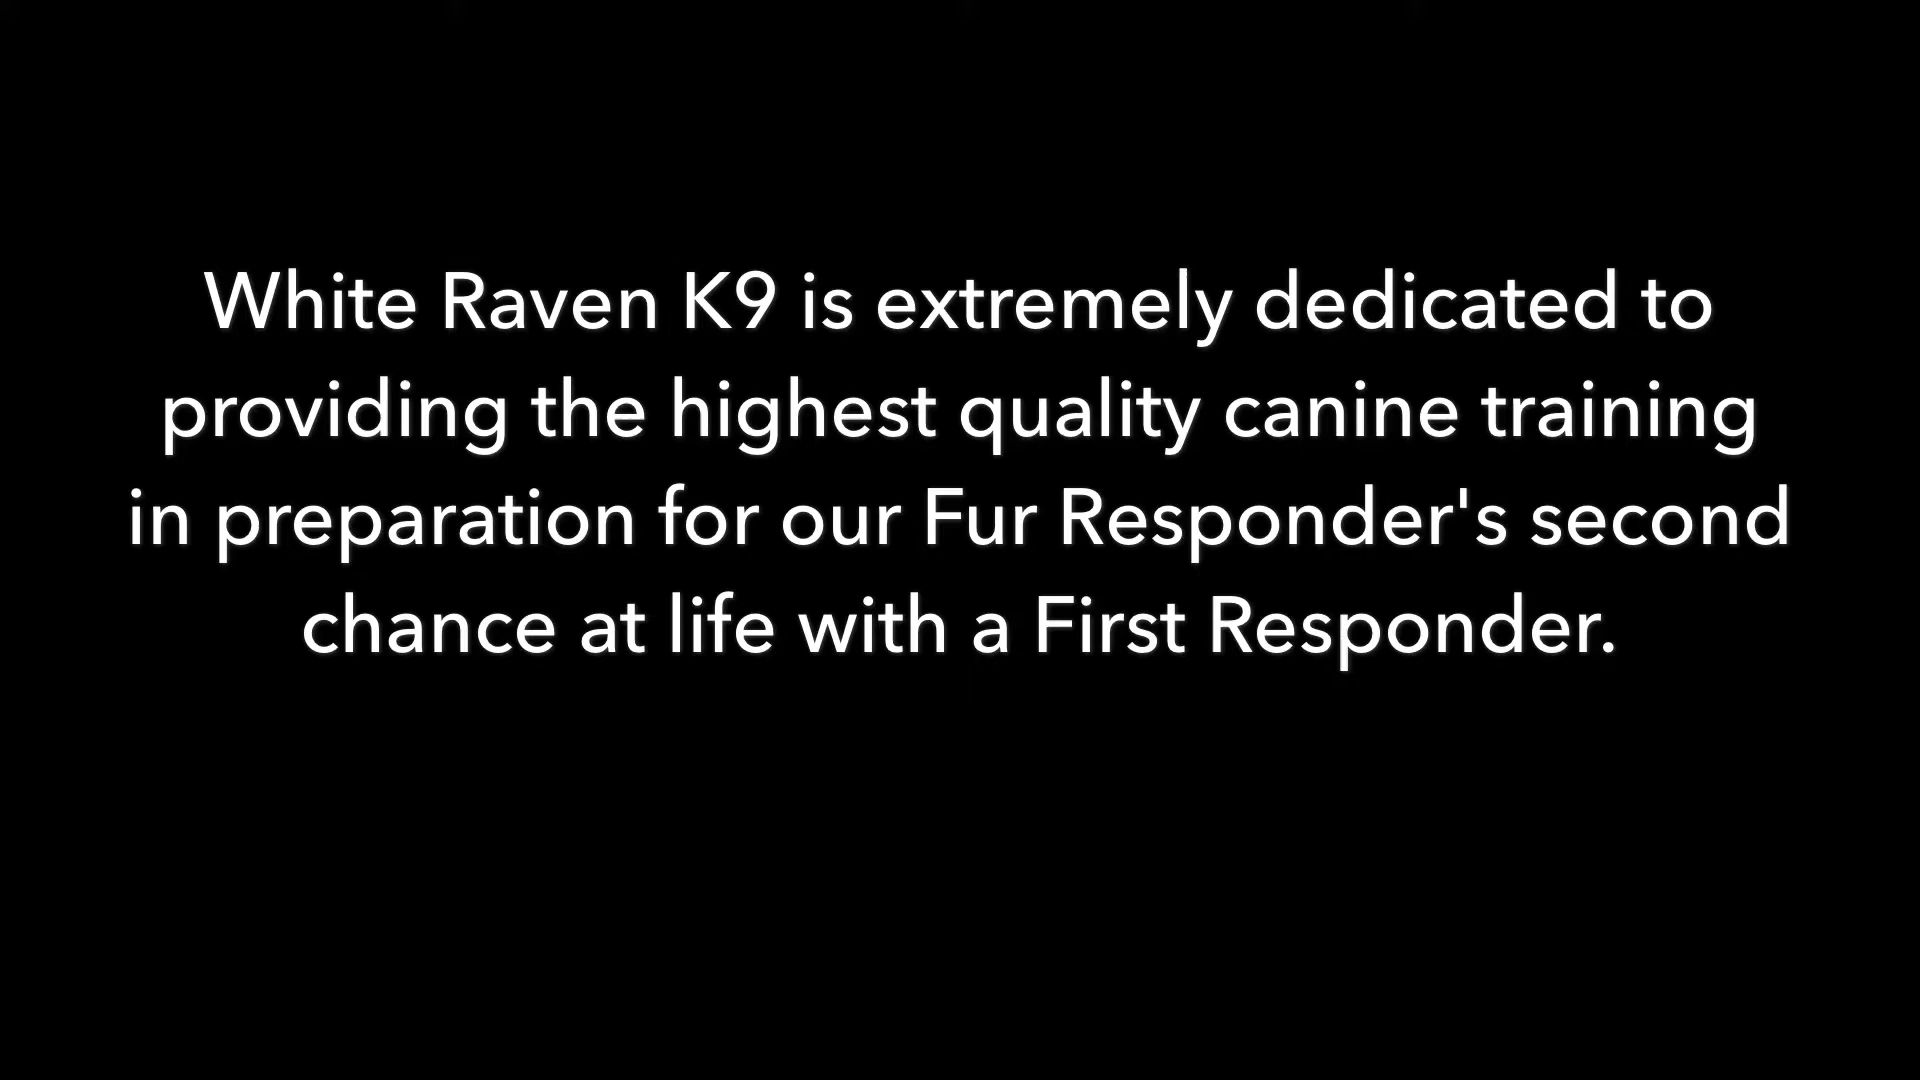 White Raven K9 is extremely dedicated to
providing the highest quality canine training
in preparation for our Fur Responder's second
chance at life with a First Responder.